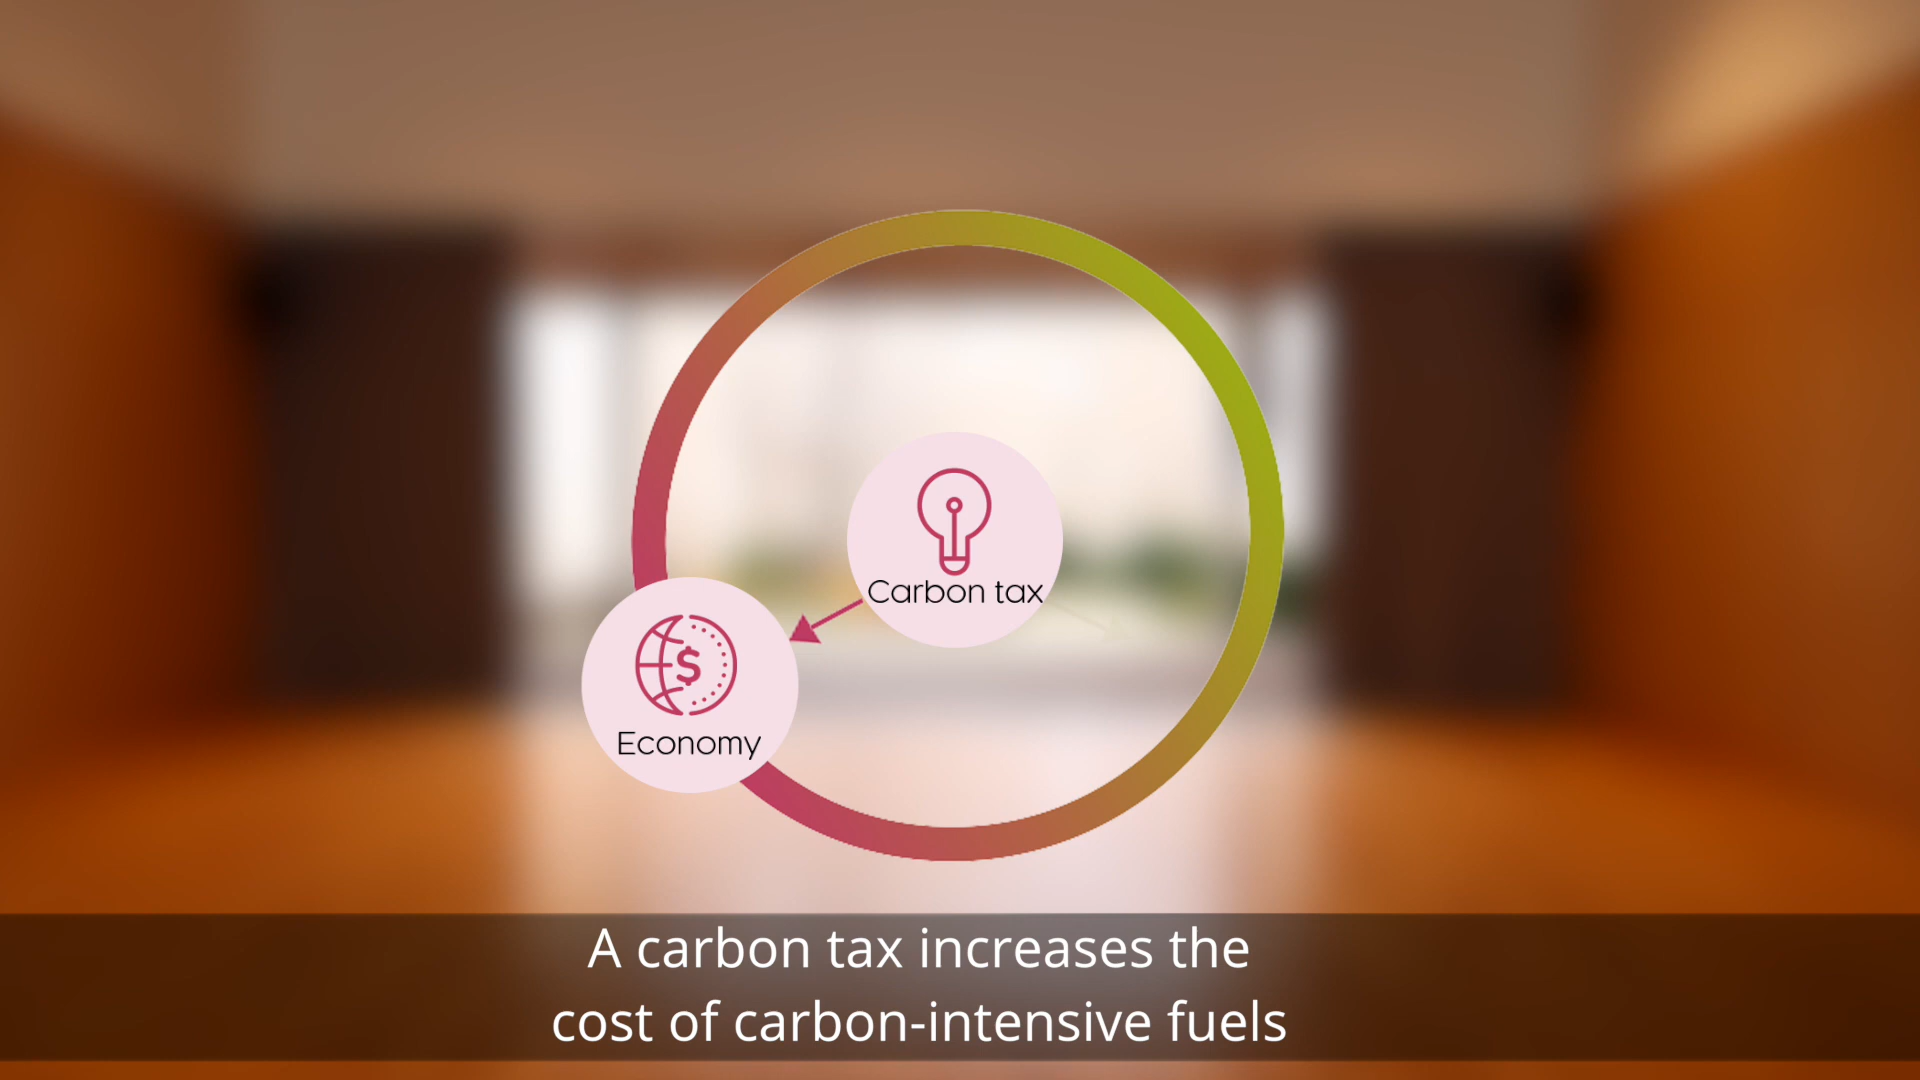 Carbon tax
$
Economy
A carbon tax increases the
cost of carbon-intensive fuels